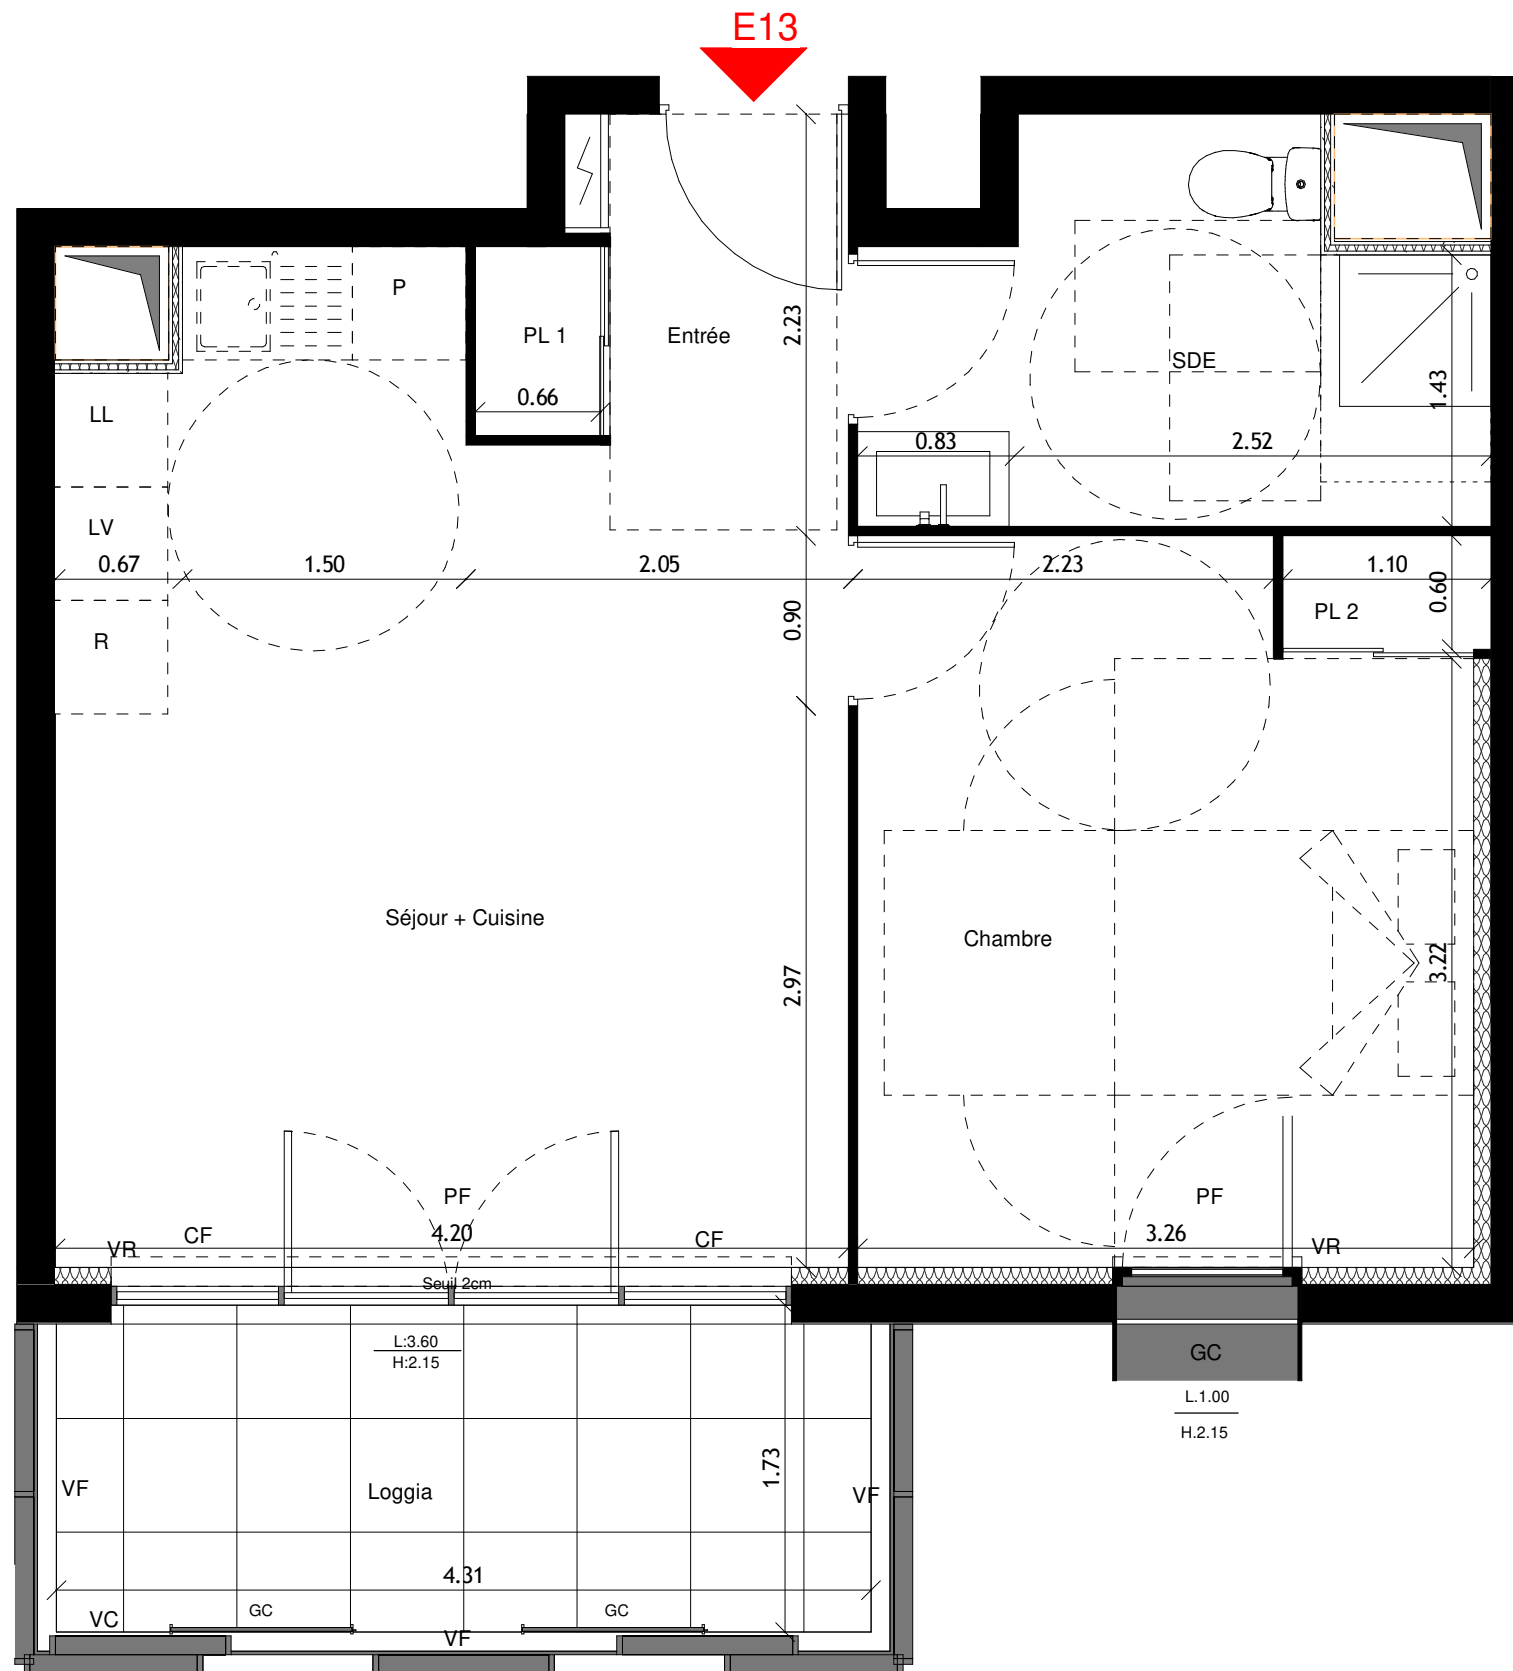 E13
P
PL 1
Entrée
2.23
SDE
1.43
0.66
LL
0.83
2.52
LV
0.67
1.50
2.05
2.23
1.10
0.90
0.60
PL 2
R
Séjour + Cuisine
Chambre
2.97
3.22
PF
PF
CF
4.20
CF
3.26
VR
VR
Seuil 2cm
L:3.60
H:2.15
GC
L.1.00
H.2.15
1.73
VF
Loggia
VF
4.31
VC
GC
GC
VF